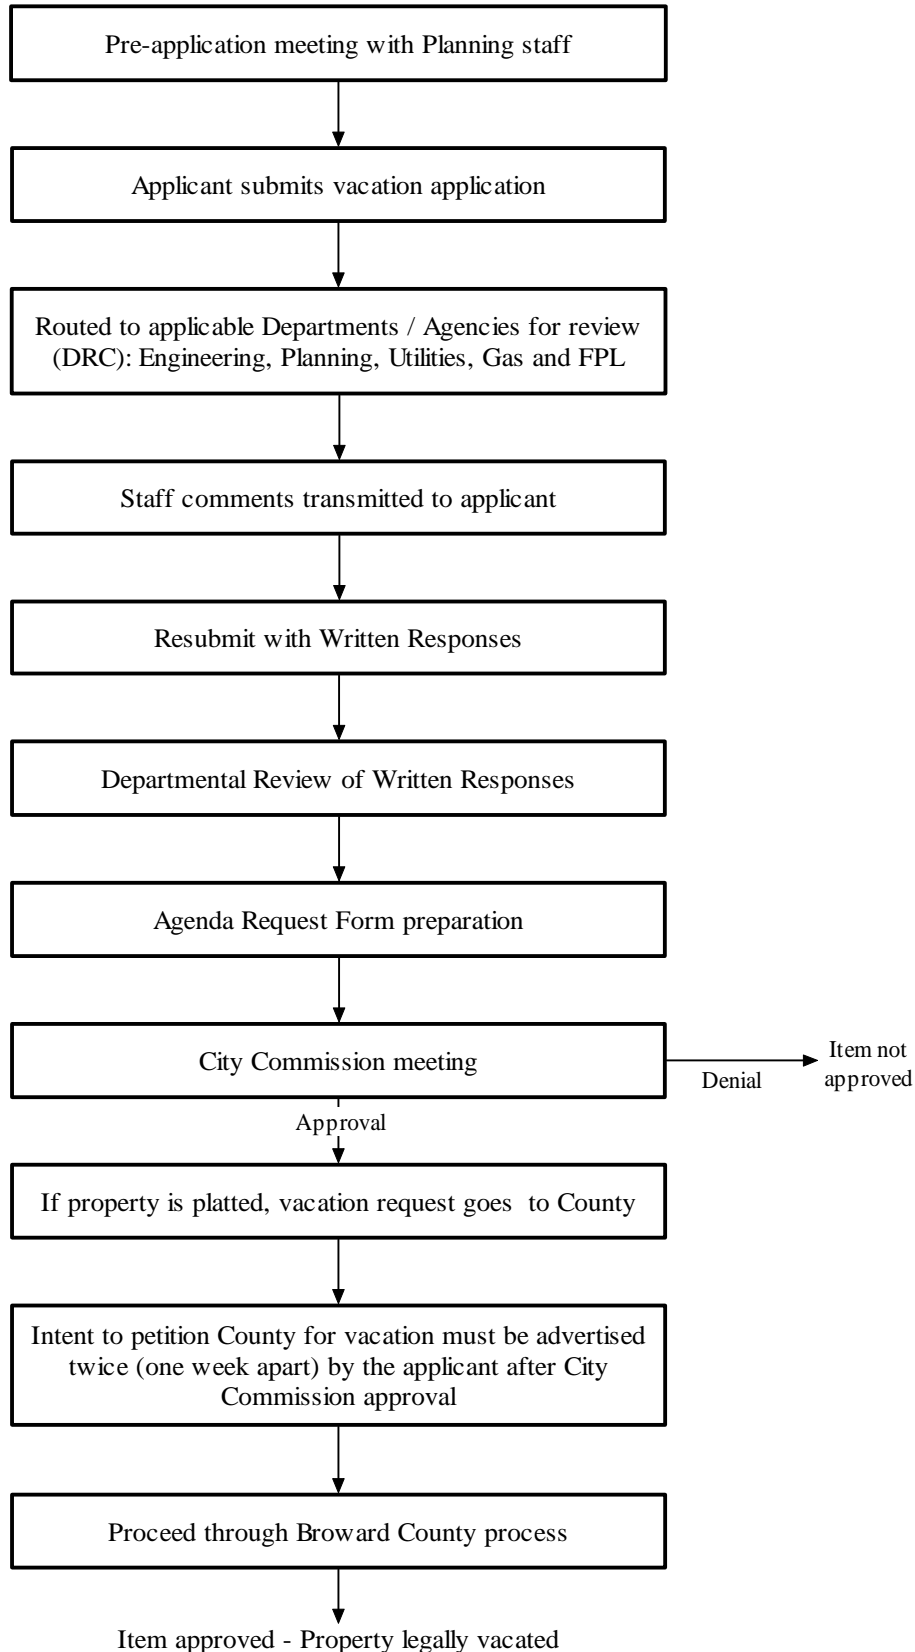 Pre-application meeting with Planning staff
Applicant submits vacation application
Routed to applicable Departments / Agencies for review
(DRC): Engineering, Planning, Utilities, Gas and FPL
Staff comments transmitted to applicant
Resubmit with Written Responses
Departmental Review of Written Responses
Agenda Request Form preparation
City Commission meeting
Denial
Item not
approved
Approval
If property is platted, vacation request goes  to County
Intent to petition County for vacation must be advertised
twice (one week apart) by the applicant after City
Commission approval
Proceed through Broward County process
Item approved - Property legally vacated